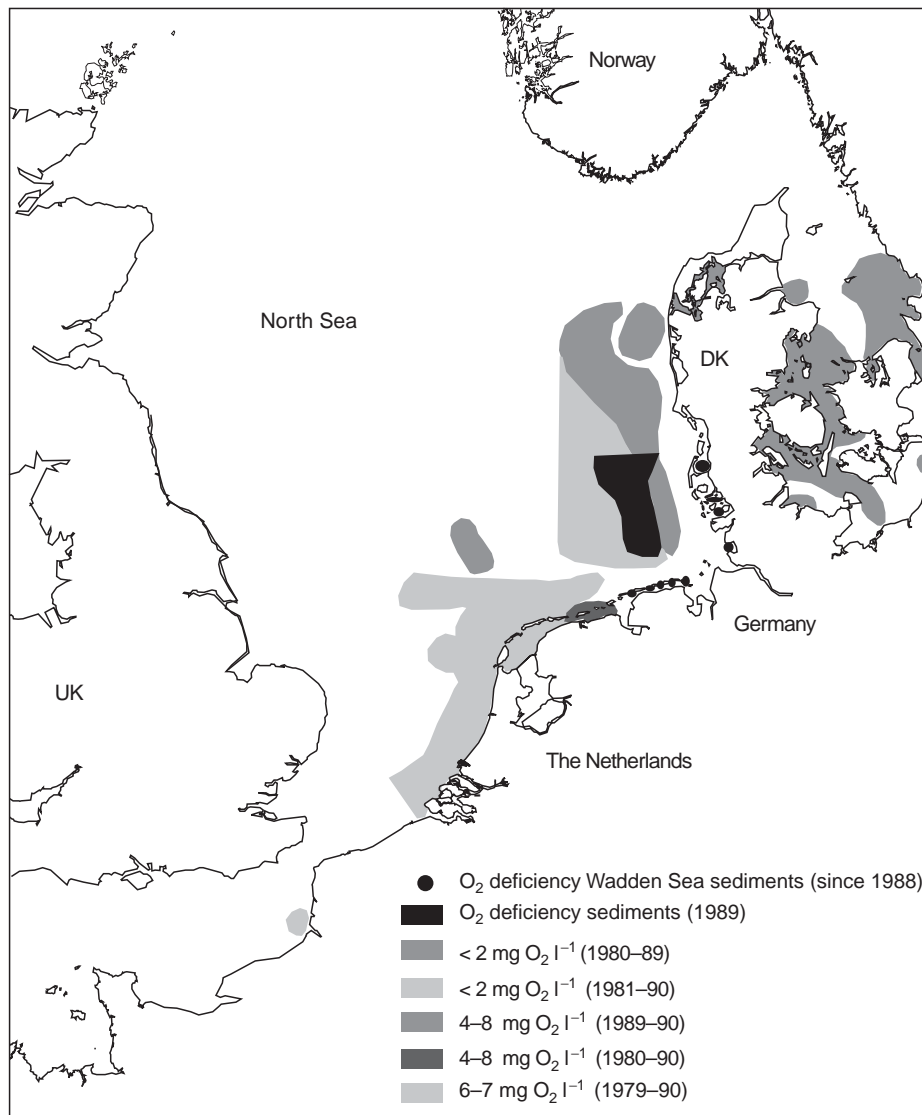 Norway
North Sea
DK
Germany
UK
The Netherlands
O₂ deficiency Wadden Sea sediments (since 1988)
O₂ deficiency sediments (1989)
< 2 mg O₂ l⁻¹ (1980–89)
< 2 mg O₂ l⁻¹ (1981–90)
4–8 mg O₂ l⁻¹ (1989–90)
4–8 mg O₂ l⁻¹ (1980–90)
6–7 mg O₂ l⁻¹ (1979–90)